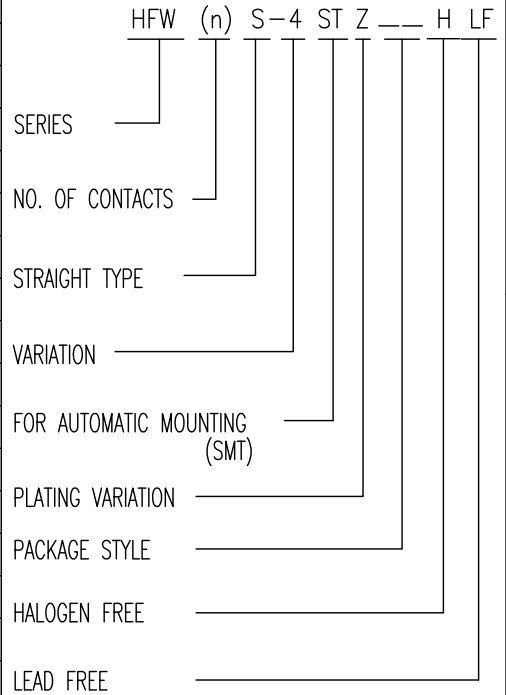 HFW (n) S-4 ST Z __ H LF
SERIES
NO. OF CONTACTS
STRAIGHT TYPE
VARIATION
FOR AUTOMATIC MOUNTING
(SMT)
PLATING VARIATION
PACKAGE STYLE
HALOGEN FREE
LEAD FREE